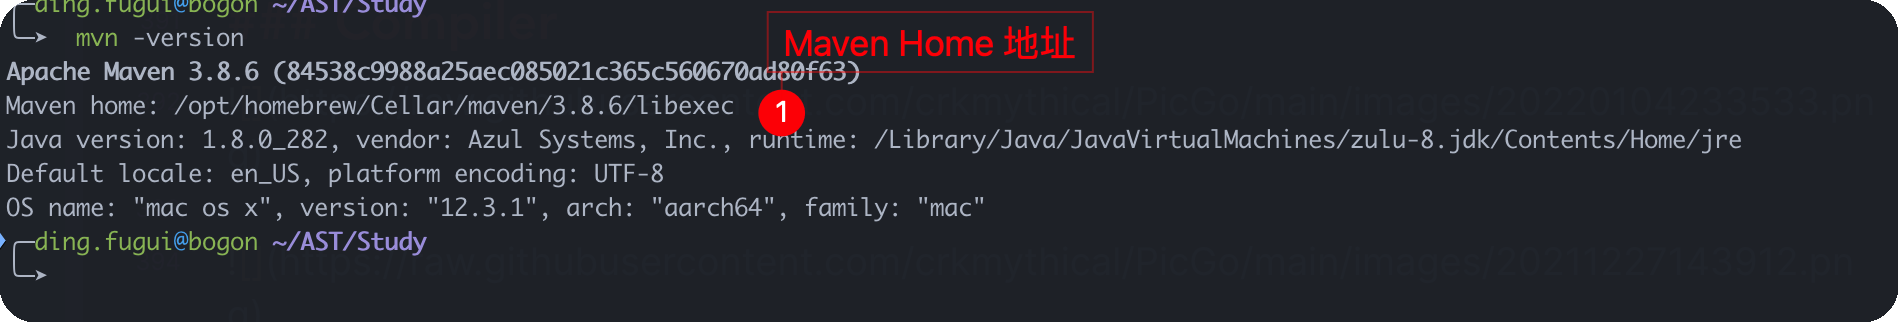 ding.fugui@bogon ~/AST/Study
mvn -version
Maven Home 地址
Apache Maven 3.8.6 (84538c9988a25aec085021c365c560670ad80f63)
Maven home: /opt/homebrew/Cellar/maven/3.8.6/libexec
1
Java version: 1.8.0_282, vendor: Azul Systems, Inc., runtime: /Library/Java/JavaVirtualMachines/zulu-8.jdk/Contents/Home/jre
Default locale: en_US, platform encoding: UTF-8
OS name: "mac os x", version: "12.3.1", arch: "aarch64", family: "mac"
ding.fugui@bogon ~/AST/Study